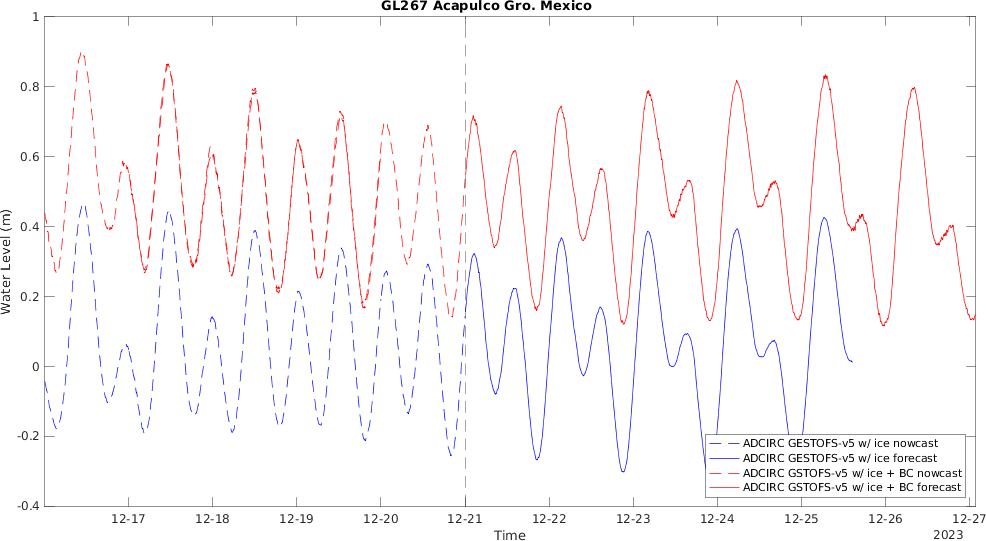 GL267 Acapulco Gro. Mexico
1
0.8
0.6
0.4
0.2
0
-0.2
-0.4
Water Level (m)
ADCIRC GESTOFS-v5 w/ ice nowcast
ADCIRC GESTOFS-v5 w/ ice forecast
ADCIRC GSTOFS-v5 w/ ice + BC nowcast
ADCIRC GSTOFS-v5 w/ ice + BC forecast
12-17 12-18 12-19 12-20 12-21 12-22 12-23 12-24 12-25 12-26 12-27
Time
2023